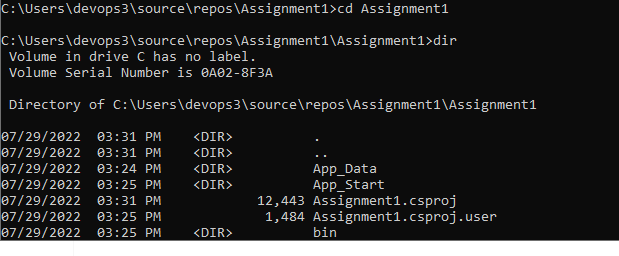 C:\Users\devops3\source\repos\Assignment1>cd Assignment1
C:\Users\devops3\source\repos\Assignment1\Assignment1>dir
Volume in drive C has no label.
Volume Serial Number is 0A02-8F3A
Directory of C:\Users\devops3\source\repos\Assignment1\Assignment1
07/29/2022 03:31 PM <DIR> .
07/29/2022 03:31 PM <DIR> ..
07/29/2022 03:24 PM <DIR> App_Data
07/29/2022 03:25 PM <DIR> App_Start
07/29/2022 03:31 PM 12,443 Assignment1.csproj
07/29/2022 03:25 PM 1,484 Assignment1.csproj.user
07/29/2022 03:25 PM <DIR> bin